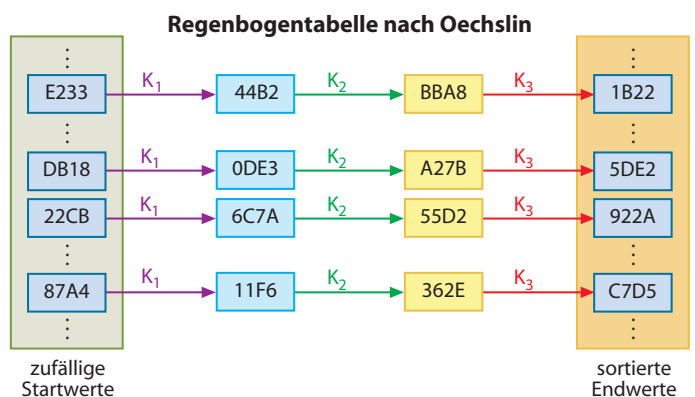 Regenbogentabelle nach Oechslin
E233 K1 44B2 K2 BBA8 K3 1B22
DB18 K1 0DE3 K2 A27B K3 5DE2
22CB K1 6C7A K2 55D2 K3 922A
87A4 K1 11F6 K2 362E K3 C7D5
zufällige
Startwerte
sortierte
Endwerte